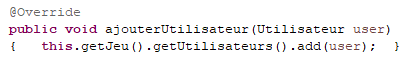 @Override
public void ajouterUtilisateur(Utilisateur user)
{   this.getJeu().getUtilisateurs().add(user);  }